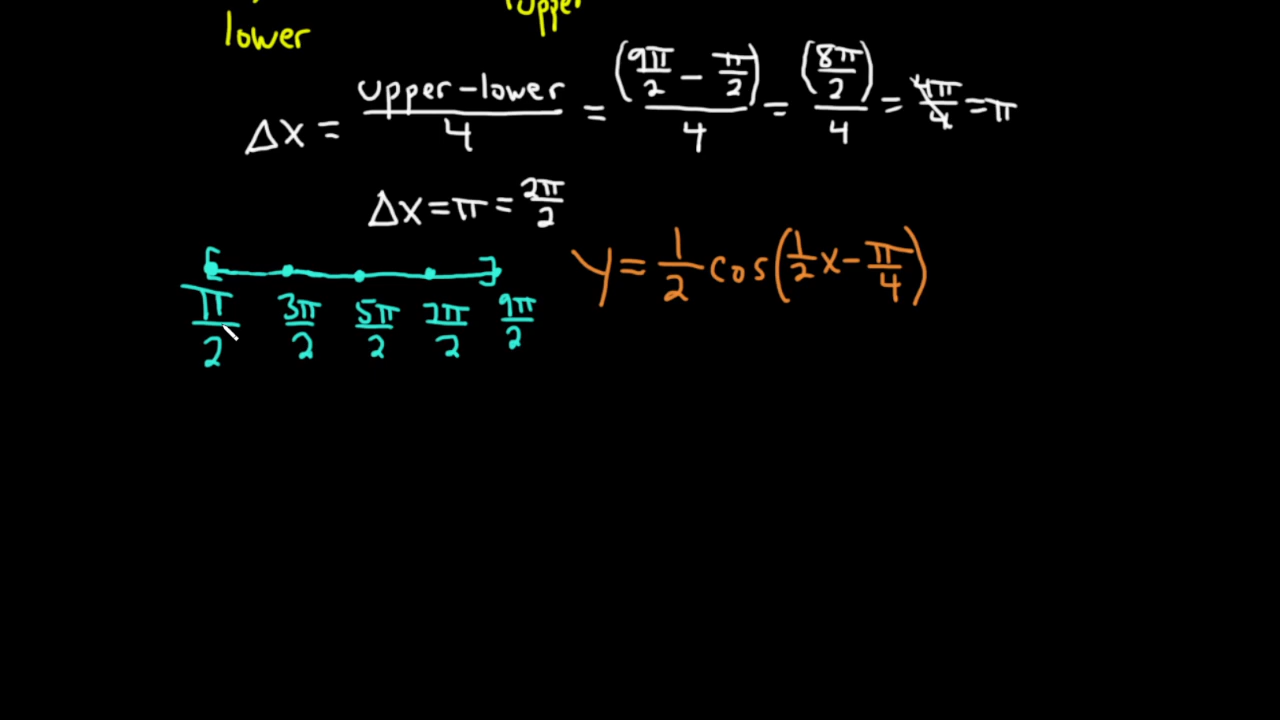 lower upper
Δx = (upper-lower)/4 = (9π/2 - π/2)/4 = (8π/2)/4 = 4π/4 = π
Δx = π = 2π/2
y = 1/2 cos(1/2 x - π/4)
[ ]
π/2 3π/2 5π/2 7π/2 9π/2